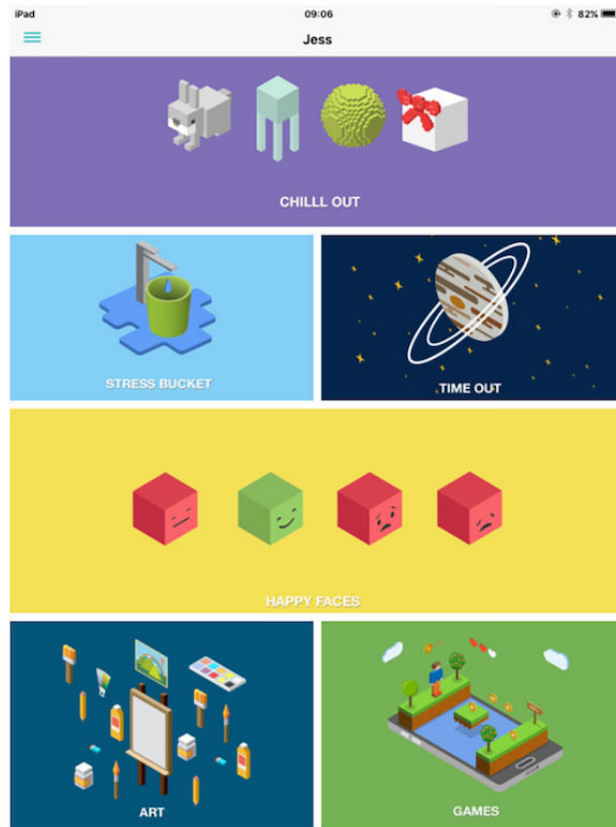 iPad 09:06 82%
Jess
CHILLL OUT
STRESS BUCKET
TIME OUT
HAPPY FACES
ART
GAMES